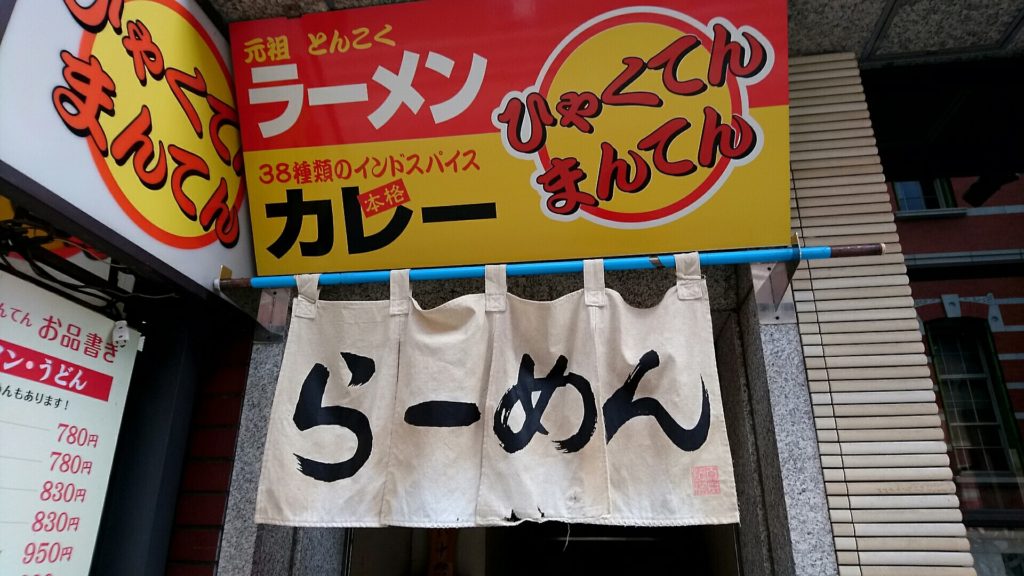 ひゃくてん
まんてん
元祖 とんこく
ラーメン
38種類のインドスパイス
カレー
本格
ひゃくてん
まんてん
らーめん
んてん お品書き
ン・うどん
んもあります!
780円
780円
830円
830円
950円